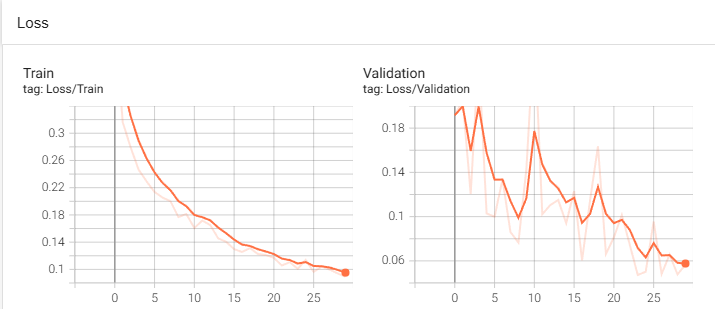 Loss
Train
tag: Loss/Train
0.3
0.26
0.22
0.18
0.14
0.1
0 5 10 15 20 25
Validation
tag: Loss/Validation
0.18
0.14
0.1
0.06
0 5 10 15 20 25